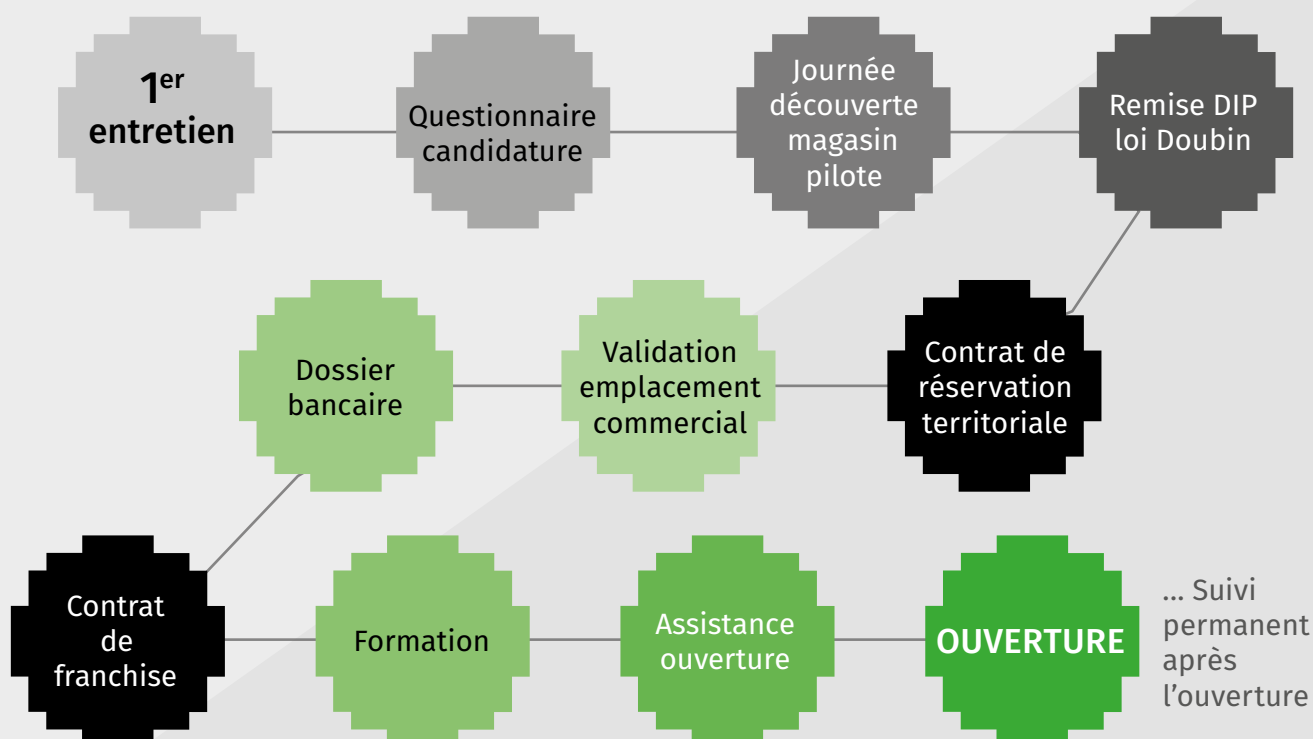 1er
entretien
Questionnaire
candidature
Journée
découverte
magasin
pilote
Remise DIP
loi Doubin
Contrat de
réservation
territoriale
Validation
emplacement
commercial
Dossier
bancaire
Contrat
de
franchise
Formation
Assistance
ouverture
OUVERTURE
... Suivi
permanent
après
l'ouverture